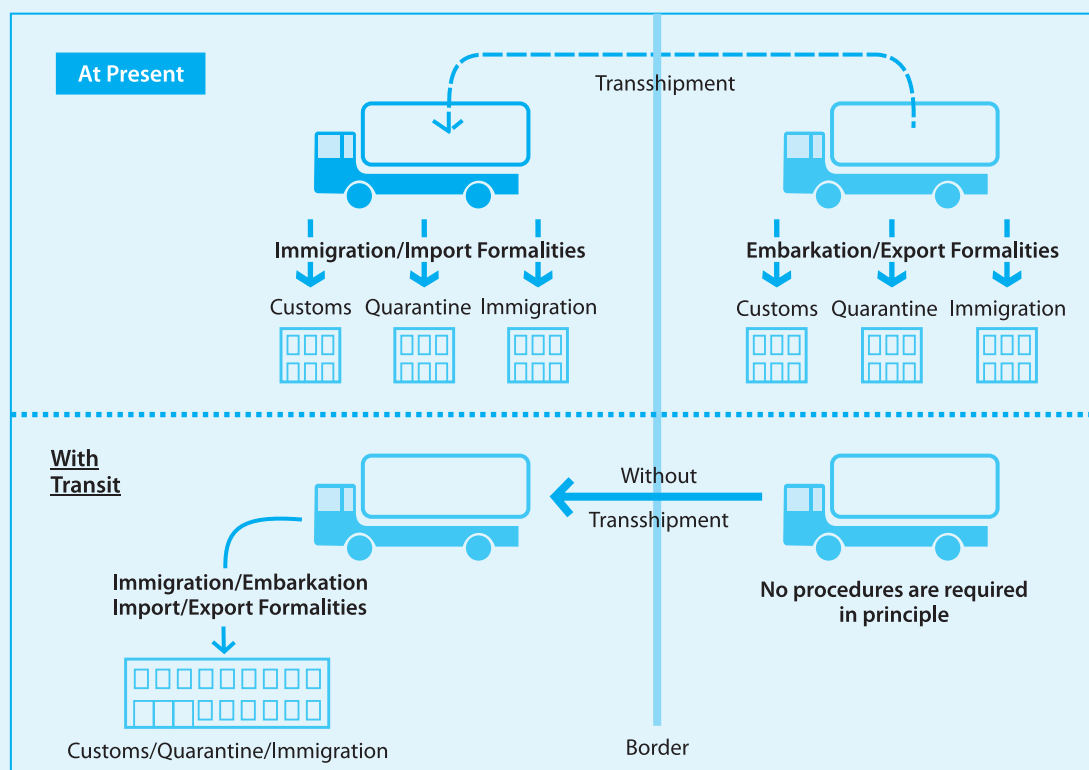 At Present
Transshipment
Immigration/Import Formalities
Embarkation/Export Formalities
Customs Quarantine Immigration
Customs Quarantine Immigration
With
Transit
Without
Transshipment
Immigration/Embarkation
Import/Export Formalities
No procedures are required
in principle
Customs/Quarantine/Immigration
Border